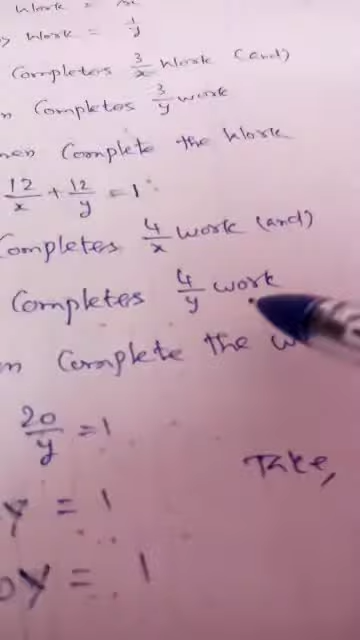 Work =
Work = 1/y
Completes 3/x Work (and)
Completes 3/y work
Complete the Work
12/x + 12/y = 1
Completes 4/x work (and)
Completes 4/y work
Complete the
20/y = 1
Take,
y = 1
y = 1